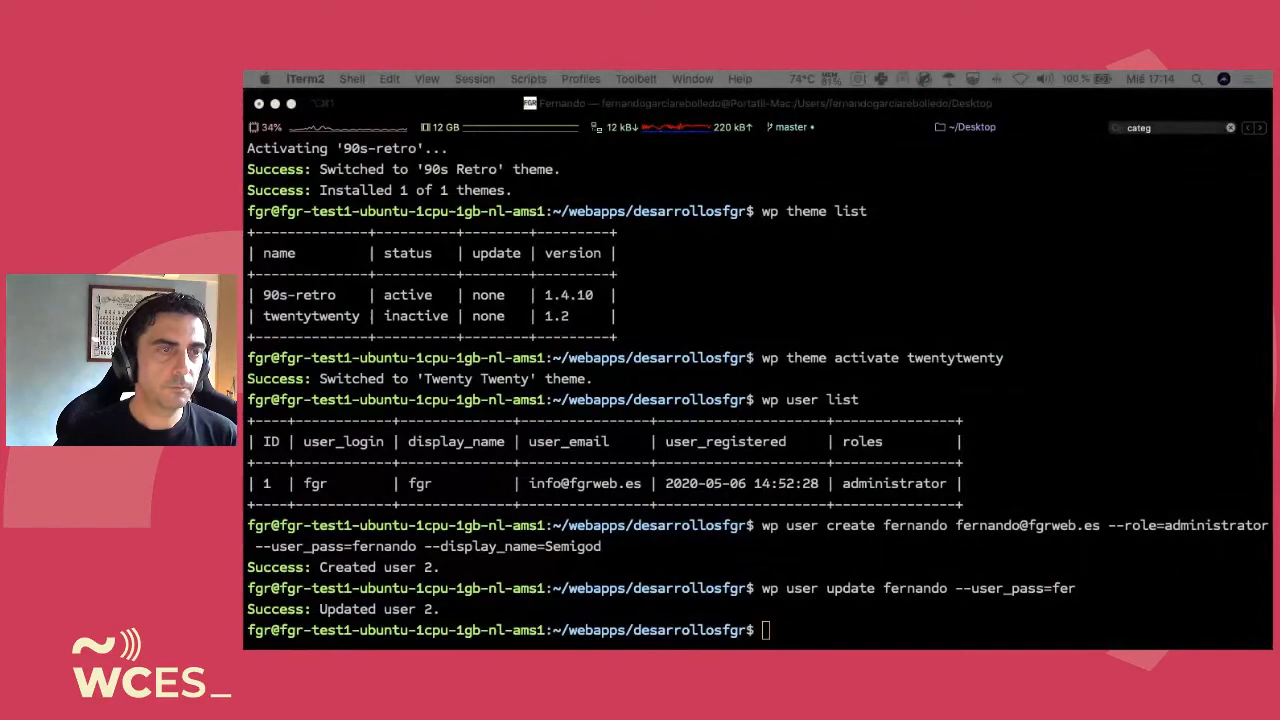 iTerm2 Shell Edit View Session Scripts Profiles Toolbelt Window Help 74°C 81% 100 % Mié 17:14
FGR Fernando — fernandogarciarebolledo@Portatil-Mac:/Users/fernandogarciarebolledo/Desktop
34% 12 GB 12 kB↓ 220 kB↑ master • ~/Desktop categ
Activating '90s-retro'...
Success: Switched to '90s Retro' theme.
Success: Installed 1 of 1 themes.
fgr@fgr-test1-ubuntu-1cpu-1gb-nl-ams1:~/webapps/desarrollosfgr$ wp theme list
+--------------+----------+--------+---------+
| name | status | update | version |
+--------------+----------+--------+---------+
| 90s-retro | active | none | 1.4.10 |
| twentytwenty | inactive | none | 1.2 |
+--------------+----------+--------+---------+
fgr@fgr-test1-ubuntu-1cpu-1gb-nl-ams1:~/webapps/desarrollosfgr$ wp theme activate twentytwenty
Success: Switched to 'Twenty Twenty' theme.
fgr@fgr-test1-ubuntu-1cpu-1gb-nl-ams1:~/webapps/desarrollosfgr$ wp user list
+----+------------+--------------+----------------+---------------------+---------------+
| ID | user_login | display_name | user_email | user_registered | roles |
+----+------------+--------------+----------------+---------------------+---------------+
| 1 | fgr | fgr | info@fgrweb.es | 2020-05-06 14:52:28 | administrator |
+----+------------+--------------+----------------+---------------------+---------------+
fgr@fgr-test1-ubuntu-1cpu-1gb-nl-ams1:~/webapps/desarrollosfgr$ wp user create fernando fernando@fgrweb.es --role=administrator
--user_pass=fernando --display_name=Semigod
Success: Created user 2.
fgr@fgr-test1-ubuntu-1cpu-1gb-nl-ams1:~/webapps/desarrollosfgr$ wp user update fernando --user_pass=fer
Success: Updated user 2.
fgr@fgr-test1-ubuntu-1cpu-1gb-nl-ams1:~/webapps/desarrollosfgr$
WCES_